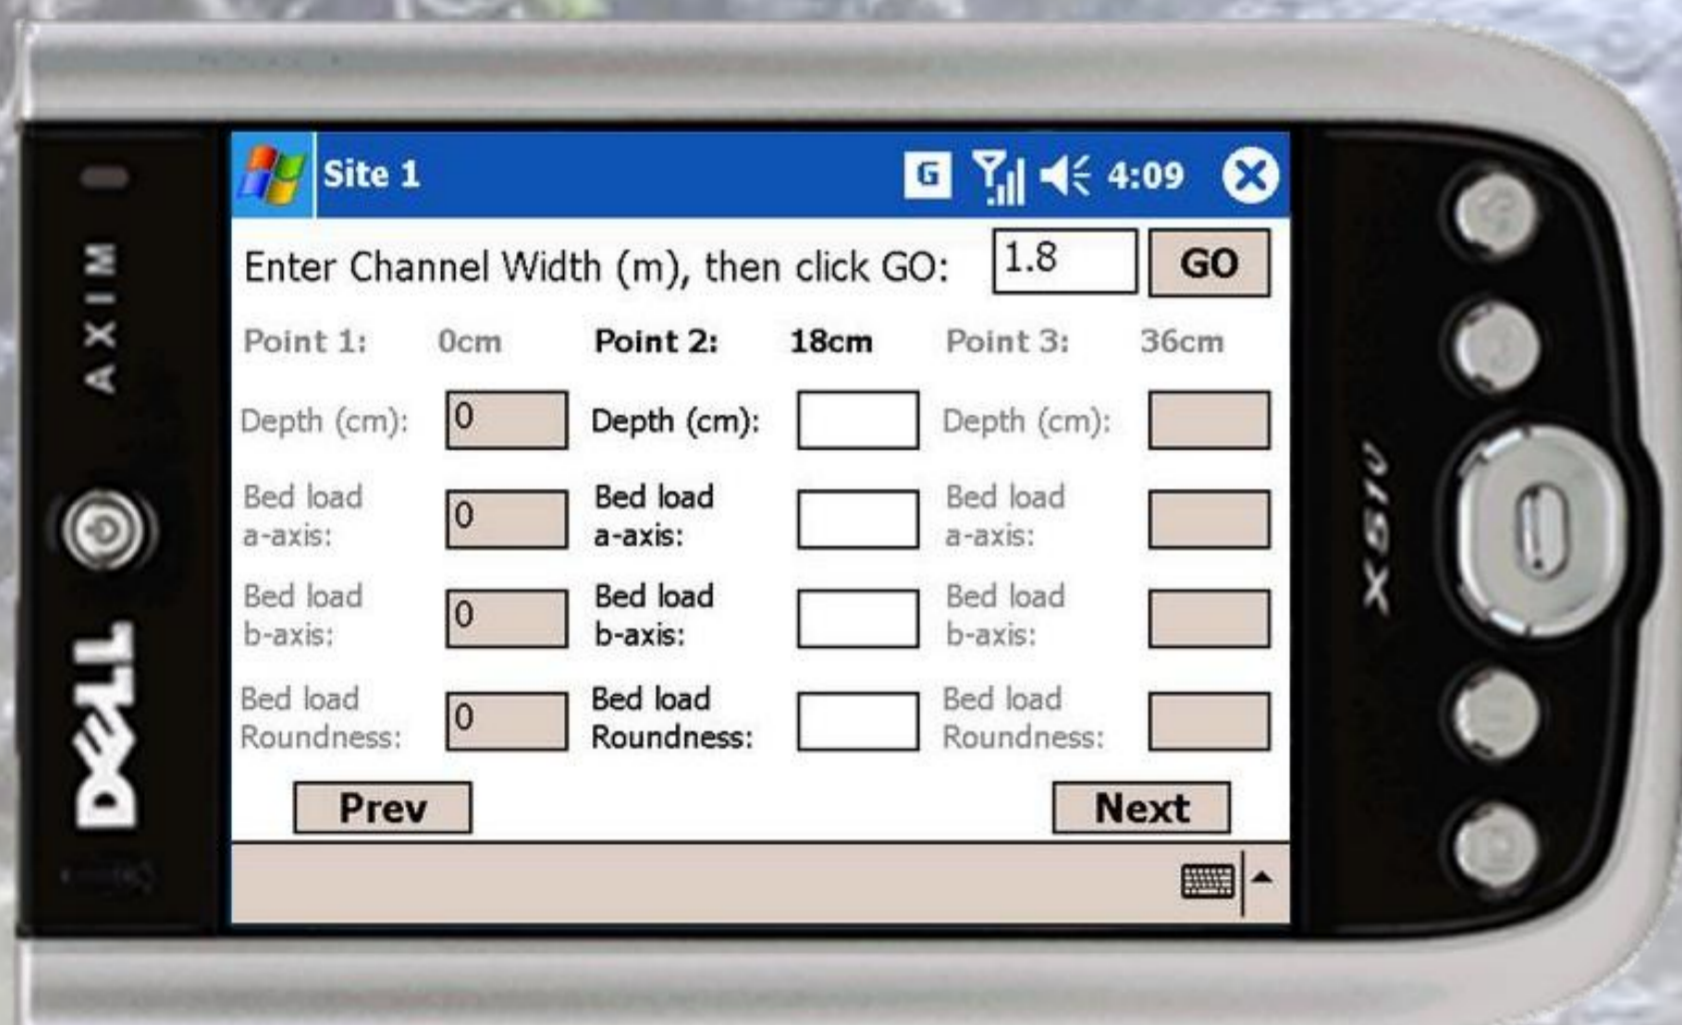 AXIM
DELL
Site 1
G
4:09
Enter Channel Width (m), then click GO:
1.8
GO
Point 1:
0cm
Point 2:
18cm
Point 3:
36cm
Depth (cm):
0
Depth (cm):
Depth (cm):
Bed load
a-axis:
0
Bed load
a-axis:
Bed load
a-axis:
Bed load
b-axis:
0
Bed load
b-axis:
Bed load
b-axis:
Bed load
Roundness:
0
Bed load
Roundness:
Bed load
Roundness:
Prev
Next
X51v